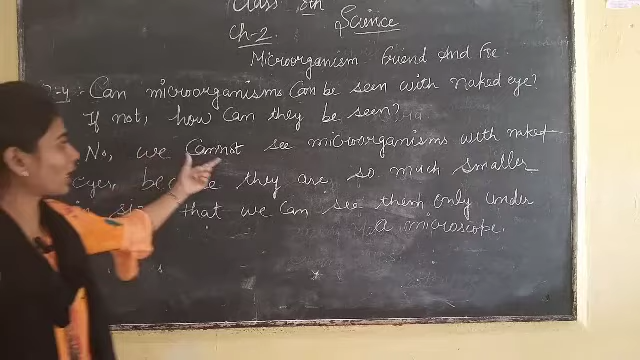 Class 8th Science
Ch-2
Microorganism Friend and Foe
Can microorganisms Can be seen with naked eye?
If not, how Can they be seen?
No, we Cannot see microorganisms with naked
eyes, because they are so much smaller
that we can see them only under
a microscope.